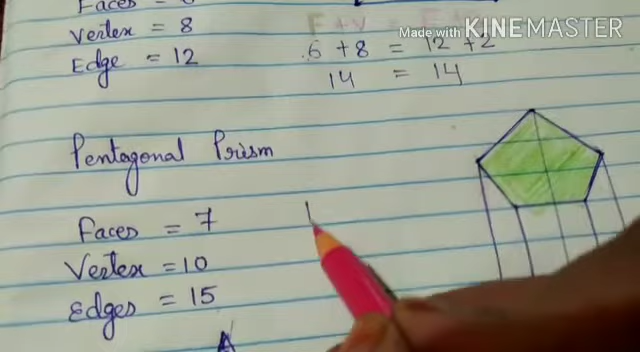 Faces =
Made with KINEMASTER
Vertex = 8
F + V =
6 + 8 = 12 + 2
Edge = 12
14 = 14
Pentagonal Prism
Faces = 7
Vertex = 10
Edges = 15